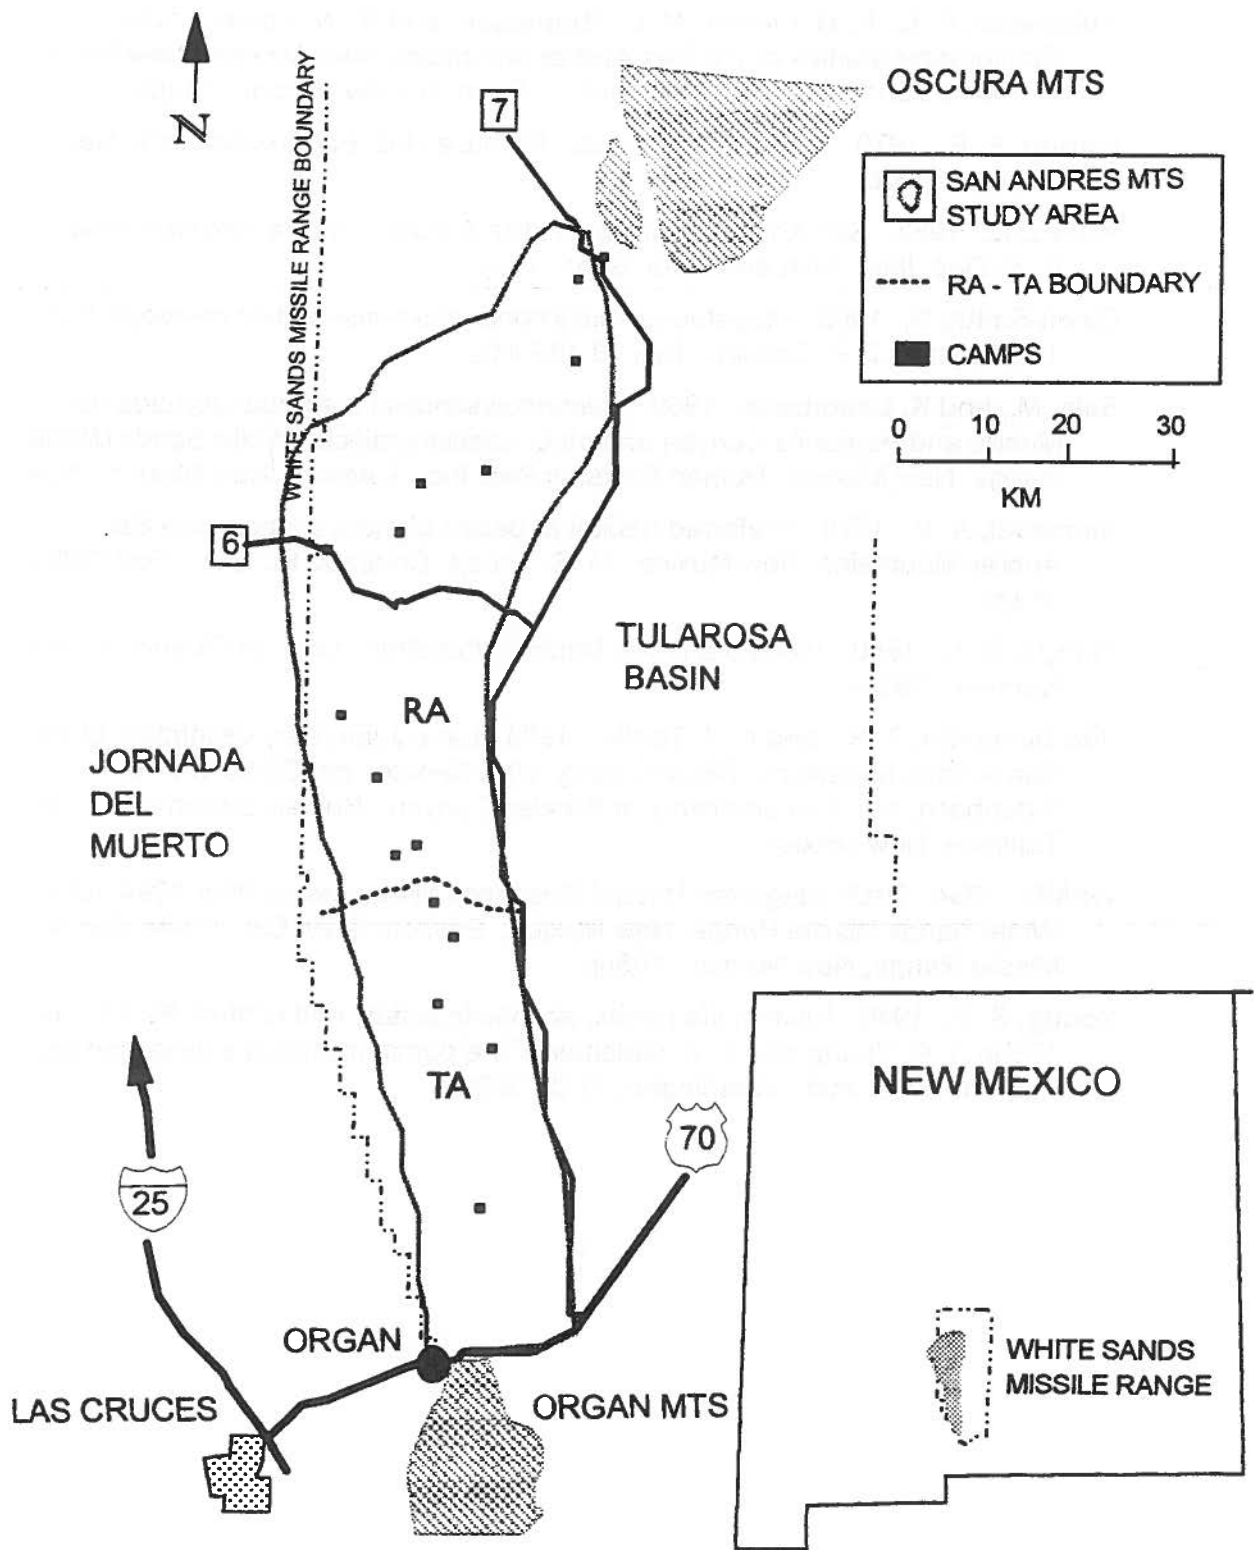 N
WHITE SANDS MISSILE RANGE BOUNDARY
7
OSCURA MTS
SAN ANDRES MTS
STUDY AREA
RA - TA BOUNDARY
CAMPS
0 10 20 30
KM
6
TULAROSA
BASIN
RA
JORNADA
DEL
MUERTO
TA
NEW MEXICO
70
25
ORGAN
WHITE SANDS
MISSILE RANGE
LAS CRUCES
ORGAN MTS